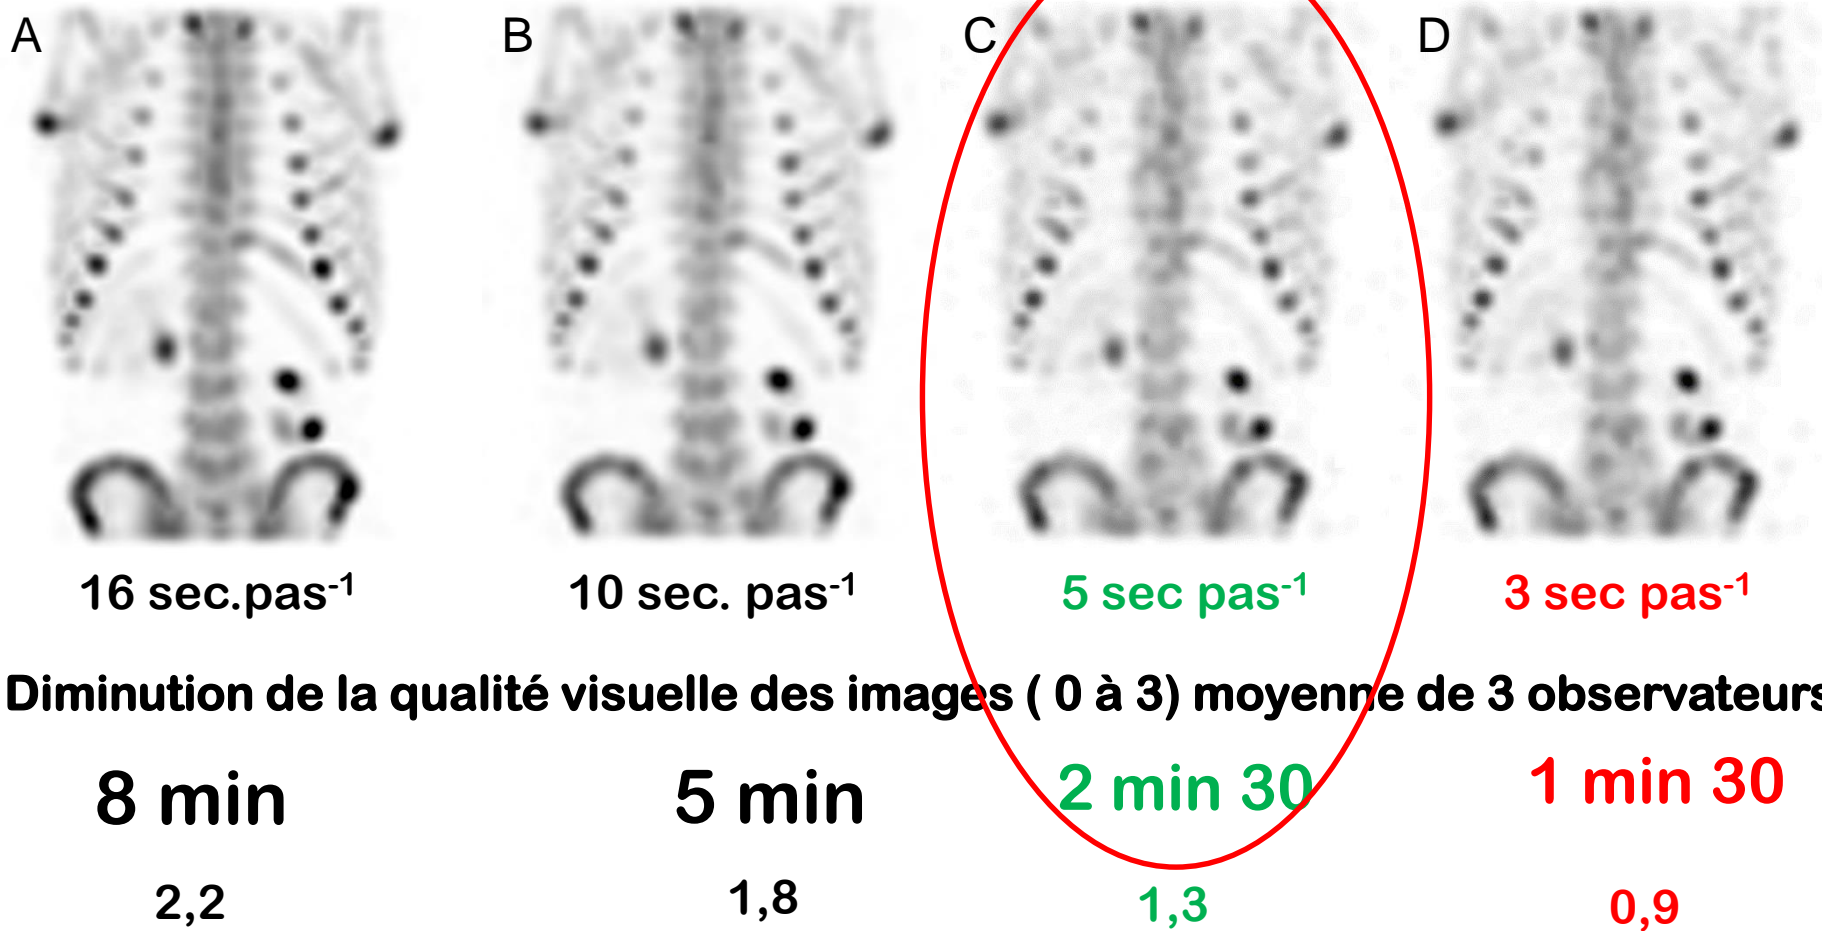 A B C D
16 sec.pas-1 10 sec. pas-1 5 sec pas-1 3 sec pas-1
Diminution de la qualité visuelle des images ( 0 à 3) moyenne de 3 observateurs
8 min 5 min 2 min 30 1 min 30
2,2 1,8 1,3 0,9